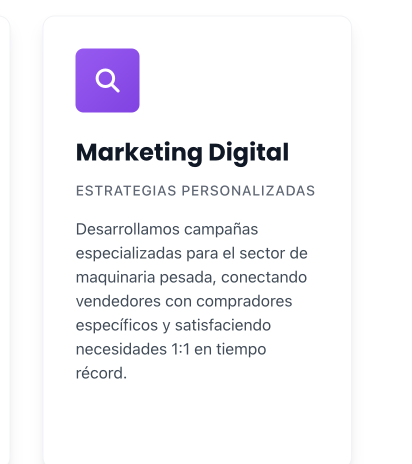 Marketing Digital
ESTRATEGIAS PERSONALIZADAS
Desarrollamos campañas
especializadas para el sector de
maquinaria pesada, conectando
vendedores con compradores
específicos y satisfaciendo
necesidades 1:1 en tiempo
récord.